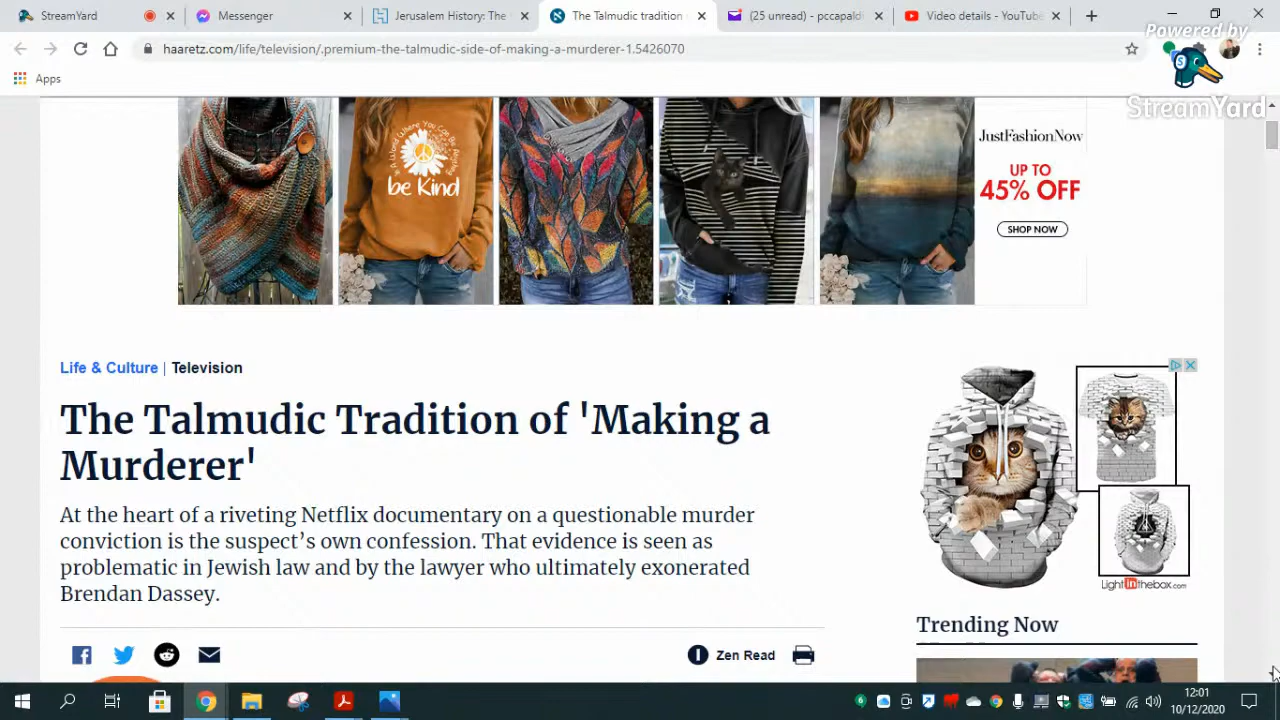 StreamYard
Messenger
Jerusalem History: The
The Talmudic tradition
(25 unread) - pccapaldi
Video details - YouTube
haaretz.com/life/television/.premium-the-talmudic-side-of-making-a-murderer-1.5426070
Powered by
StreamYard
Apps
be Kind
JUSTFASHIONNOW
UP TO
45% OFF
SHOP NOW
Life & Culture | Television
The Talmudic Tradition of 'Making a
Murderer'
At the heart of a riveting Netflix documentary on a questionable murder
conviction is the suspect's own confession. That evidence is seen as
problematic in Jewish law and by the lawyer who ultimately exonerated
Brendan Dassey.
Zen Read
Lightinthebox.com
Trending Now
12:01
10/12/2020